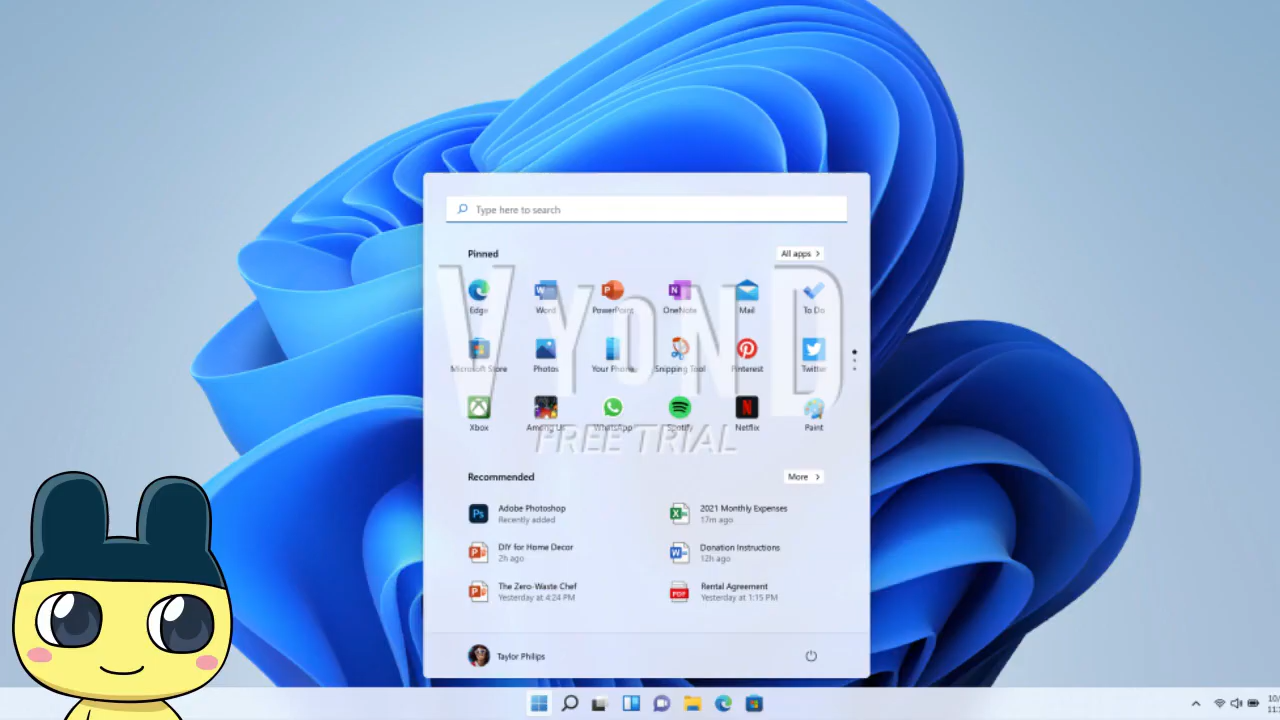 Type here to search
Pinned
All apps
Edge
Word
PowerPoint
OneNote
Mail
To Do
Microsoft Store
Photos
Your Phone
Snipping Tool
Pinterest
Twitter
Xbox
Among Us
WhatsApp
Spotify
Netflix
Paint
VYOND
FREE TRIAL
Recommended
More
Adobe Photoshop
Recently added
2021 Monthly Expenses
17m ago
DIY for Home Decor
2h ago
Donation Instructions
12h ago
The Zero-Waste Chef
Yesterday at 4:24 PM
Rental Agreement
Yesterday at 1:15 PM
Taylor Philips
10/
11: